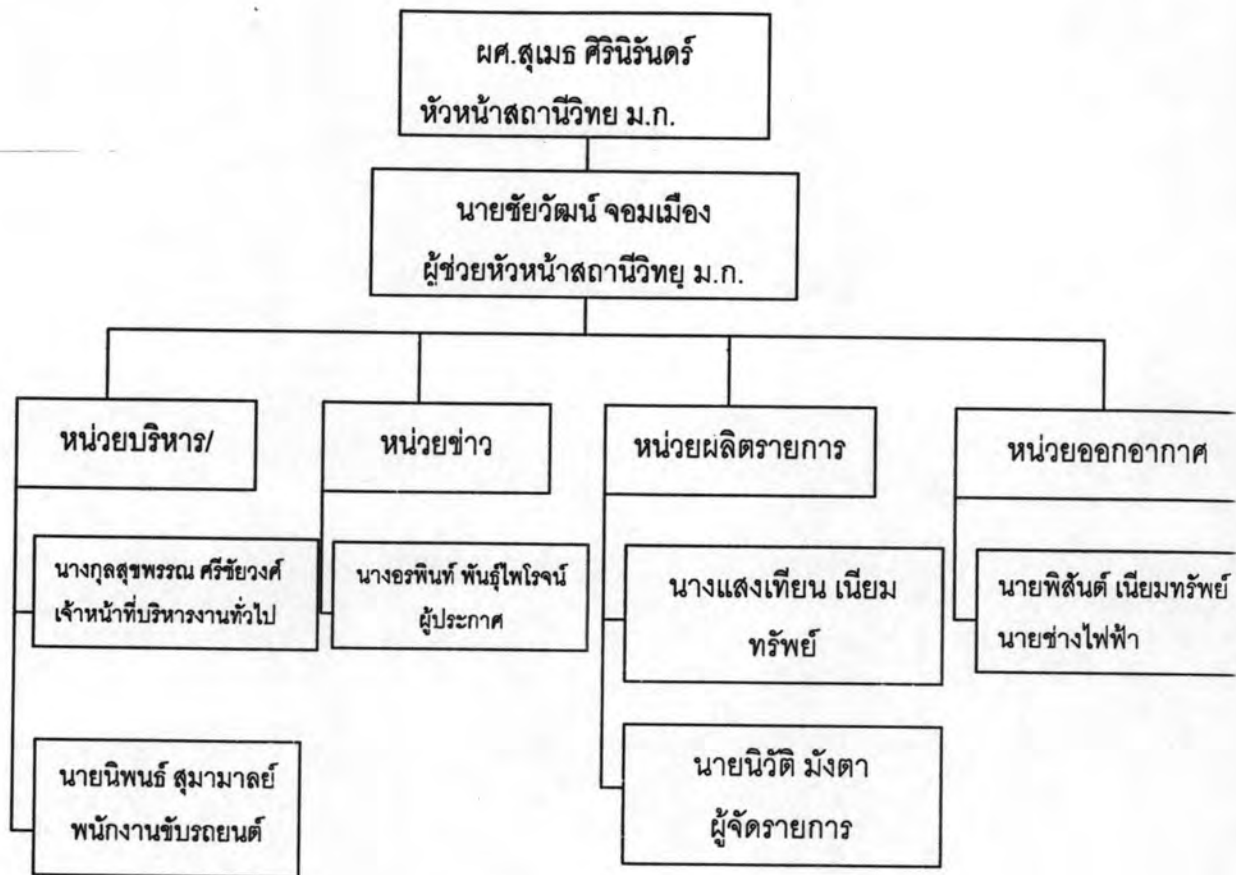 ผศ.สุเมธ ศิรินิรันดร์
หัวหน้าสถานีวิทย ม.ก.
นายชัยวัฒน์ จอมเมือง
ผู้ช่วยหัวหน้าสถานีวิทยุ ม.ก.
หน่วยบริหาร/
หน่วยข่าว
หน่วยผลิตรายการ
หน่วยออกอากาศ
นางกุลสุขพรรณ ศรีชัยวงค์
เจ้าหน้าที่บริหารงานทั่วไป
นางอรพินท์ พันธุ์ไพโรจน์
ผู้ประกาศ
นางแสงเทียน เนียม
ทรัพย์
นายพิสันต์ เนียมทรัพย์
นายช่างไฟฟ้า
นายนิพนธ์ สุมามาลย์
พนักงานขับรถยนต์
นายนิวัติ มังตา
ผู้จัดรายการ